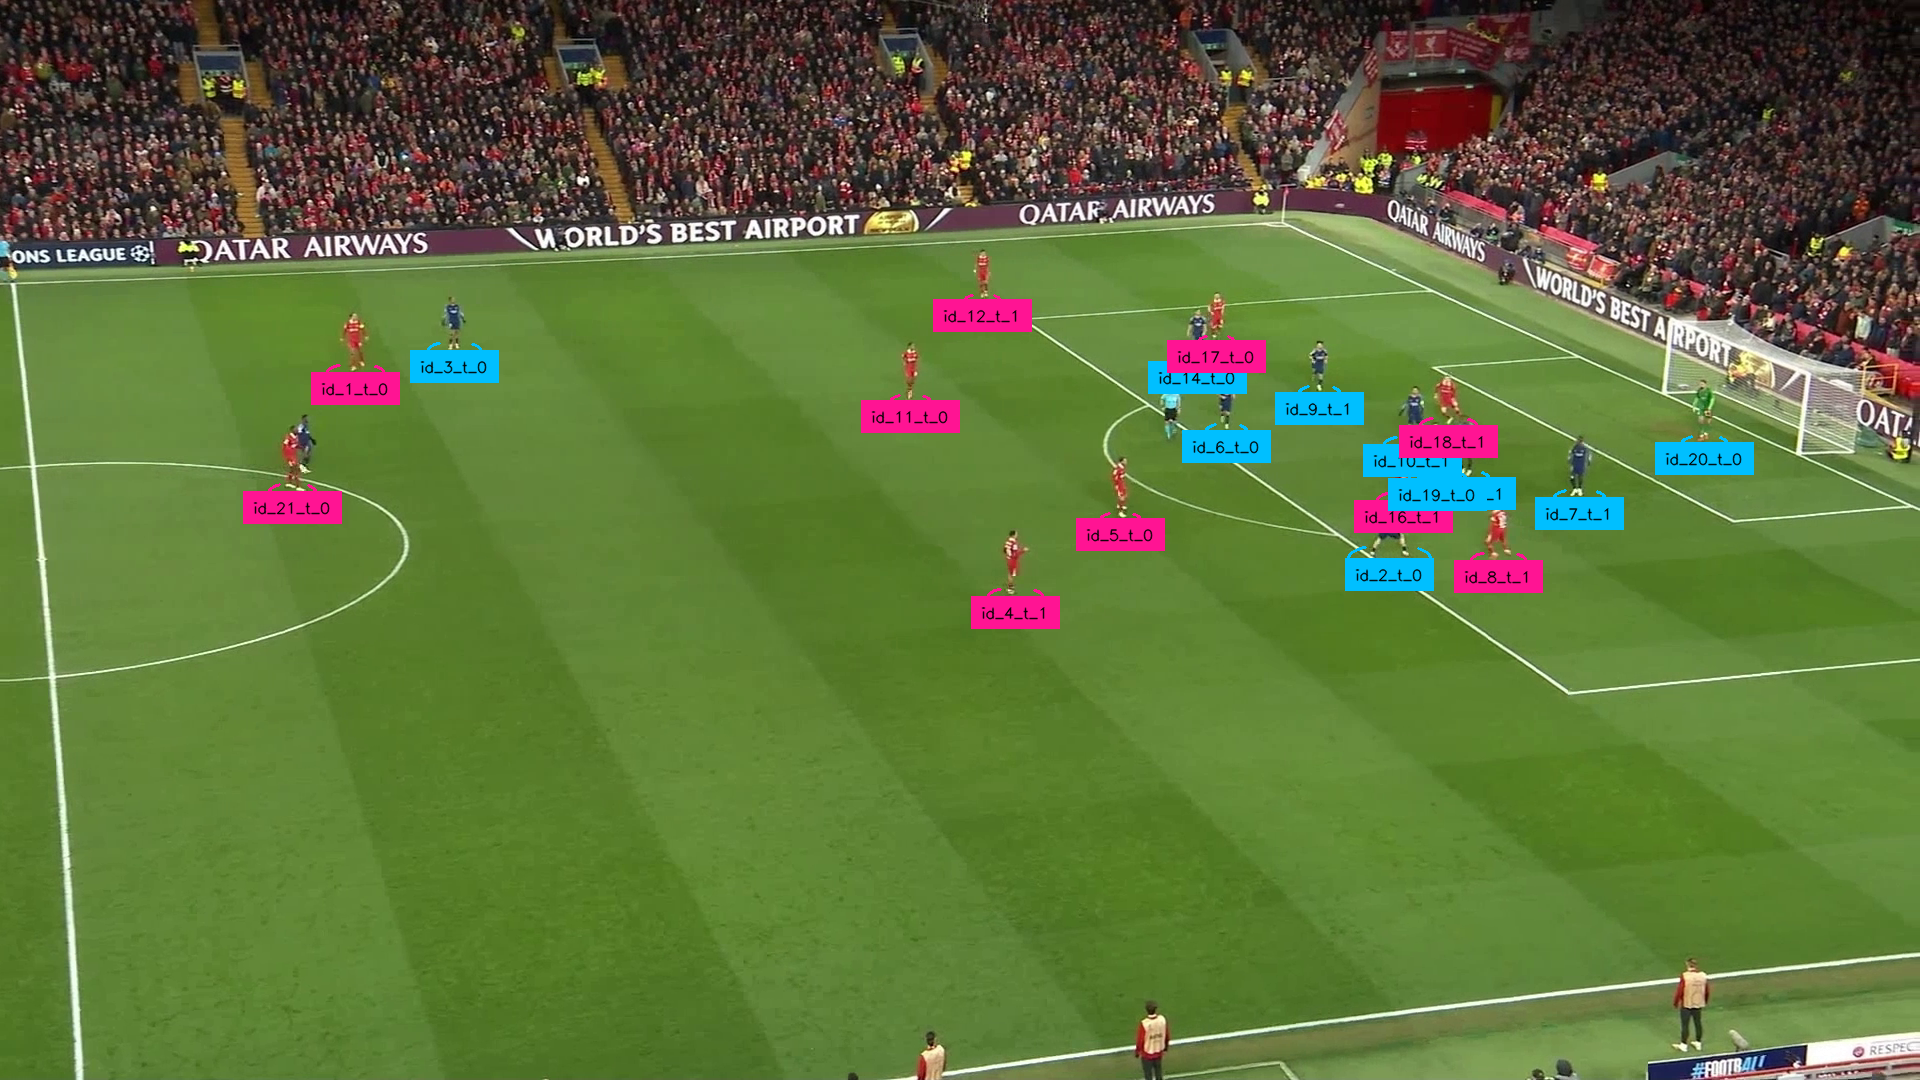 ONS LEAGUE
QATAR AIRWAYS
WORLD'S BEST AIRPORT
QATAR AIRWAYS
QATAR AIRWAYS
WORLD'S BEST AIRPORT
QATA
id_12_t_1
id_17_t_0
id_14_t_0
id_3_t_0
id_1_t_0
id_11_t_0
id_9_t_1
id_6_t_0
id_18_t_1
id_10_t_1
id_20_t_0
id_19_t_0
_1
id_21_t_0
id_16_t_1
id_7_t_1
id_5_t_0
id_2_t_0
id_8_t_1
id_4_t_1
#FOOTBALL
RESPEC